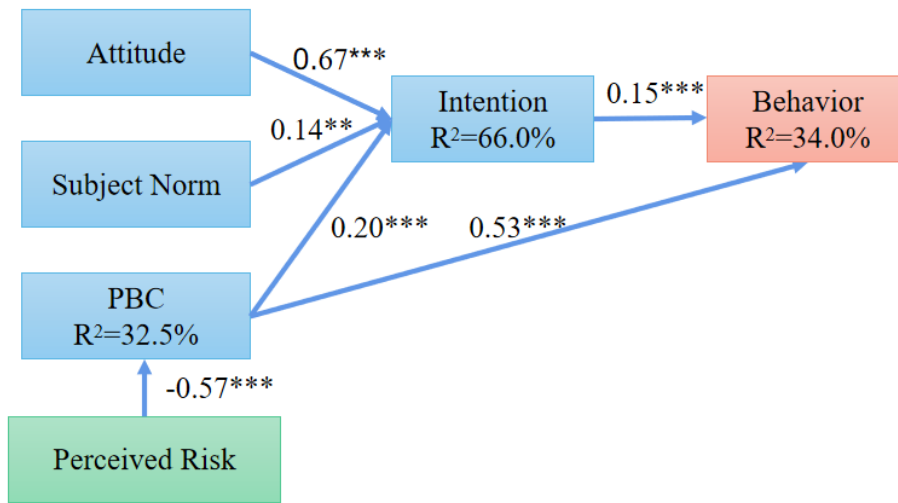 Attitude
0.67***
Intention
R²=66.0%
0.15***
Behavior
R²=34.0%
0.14**
Subject Norm
0.20***
0.53***
PBC
R²=32.5%
-0.57***
Perceived Risk